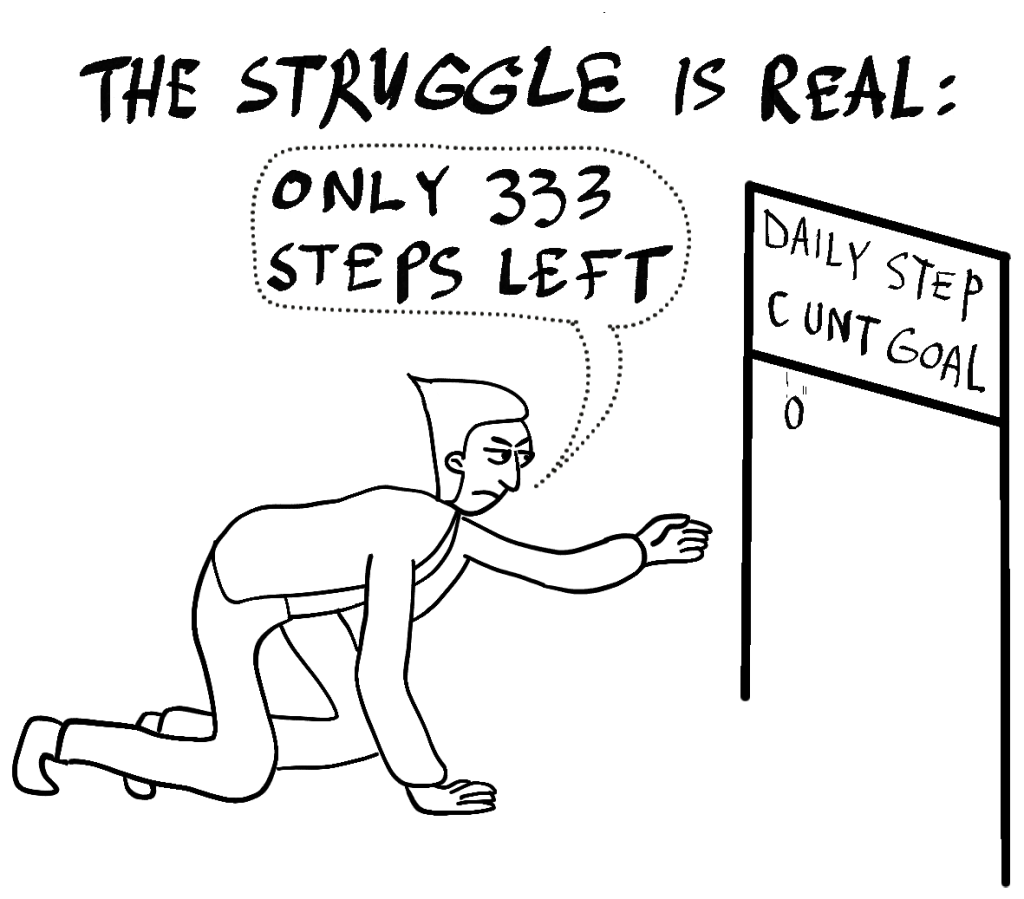 THE STRUGGLE IS REAL:
ONLY 333
STEPS LEFT
DAILY STEP
C UNT GOAL
O